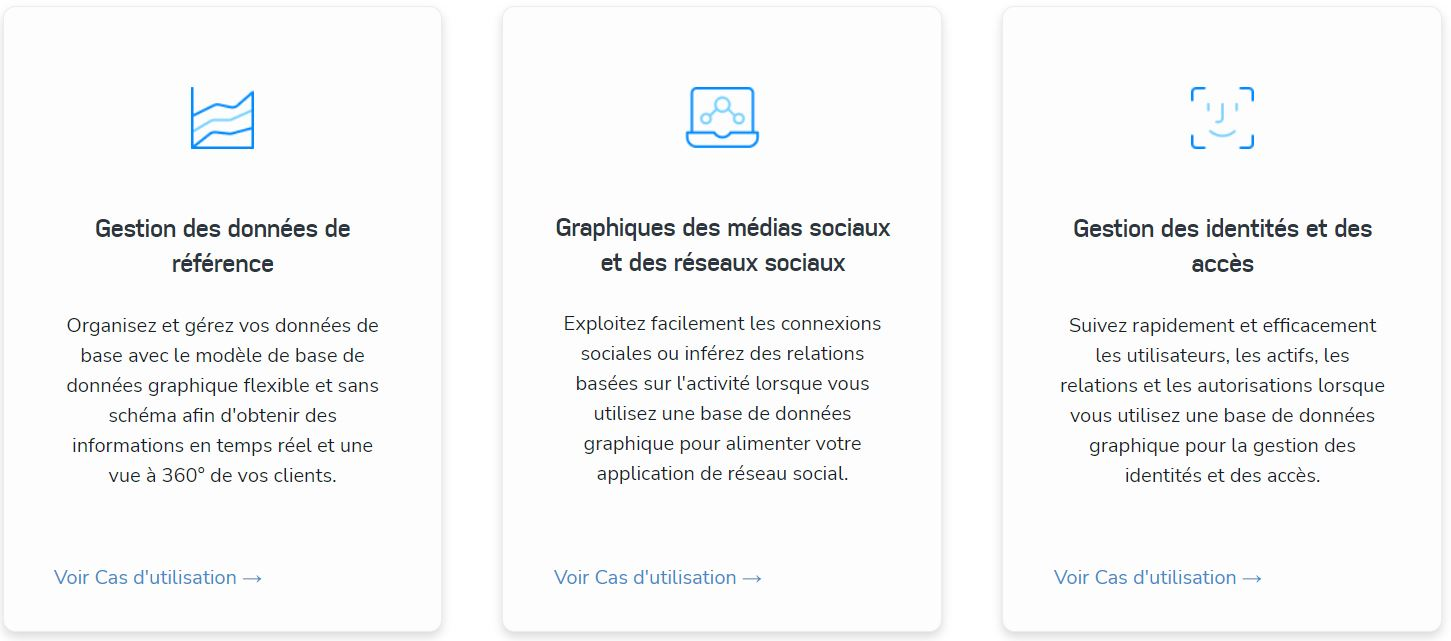 Gestion des données de
référence
Organisez et gérez vos données de
base avec le modèle de base de
données graphique flexible et sans
schéma afin d'obtenir des
informations en temps réel et une
vue à 360° de vos clients.
Voir Cas d'utilisation →
Graphiques des médias sociaux
et des réseaux sociaux
Exploitez facilement les connexions
sociales ou inférez des relations
basées sur l'activité lorsque vous
utilisez une base de données
graphique pour alimenter votre
application de réseau social.
Voir Cas d'utilisation →
Gestion des identités et des
accès
Suivez rapidement et efficacement
les utilisateurs, les actifs, les
relations et les autorisations lorsque
vous utilisez une base de données
graphique pour la gestion des
identités et des accès.
Voir Cas d'utilisation →